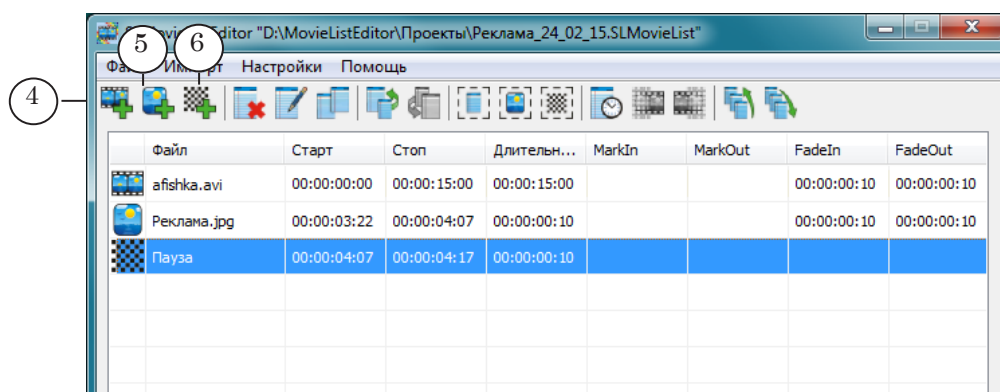 5 6
ditor "D:\MovieListEditor\Проекты\Реклама_24_02_15.SLMovieList"
Настройки Помощь
4
Файл Старт Стоп Длительн... MarkIn MarkOut FadeIn FadeOut
afishka.avi 00:00:00:00 00:00:15:00 00:00:15:00 00:00:00:10 00:00:00:10
Реклама.jpg 00:00:03:22 00:00:04:07 00:00:00:10 00:00:00:10 00:00:00:10
Пауза 00:00:04:07 00:00:04:17 00:00:00:10